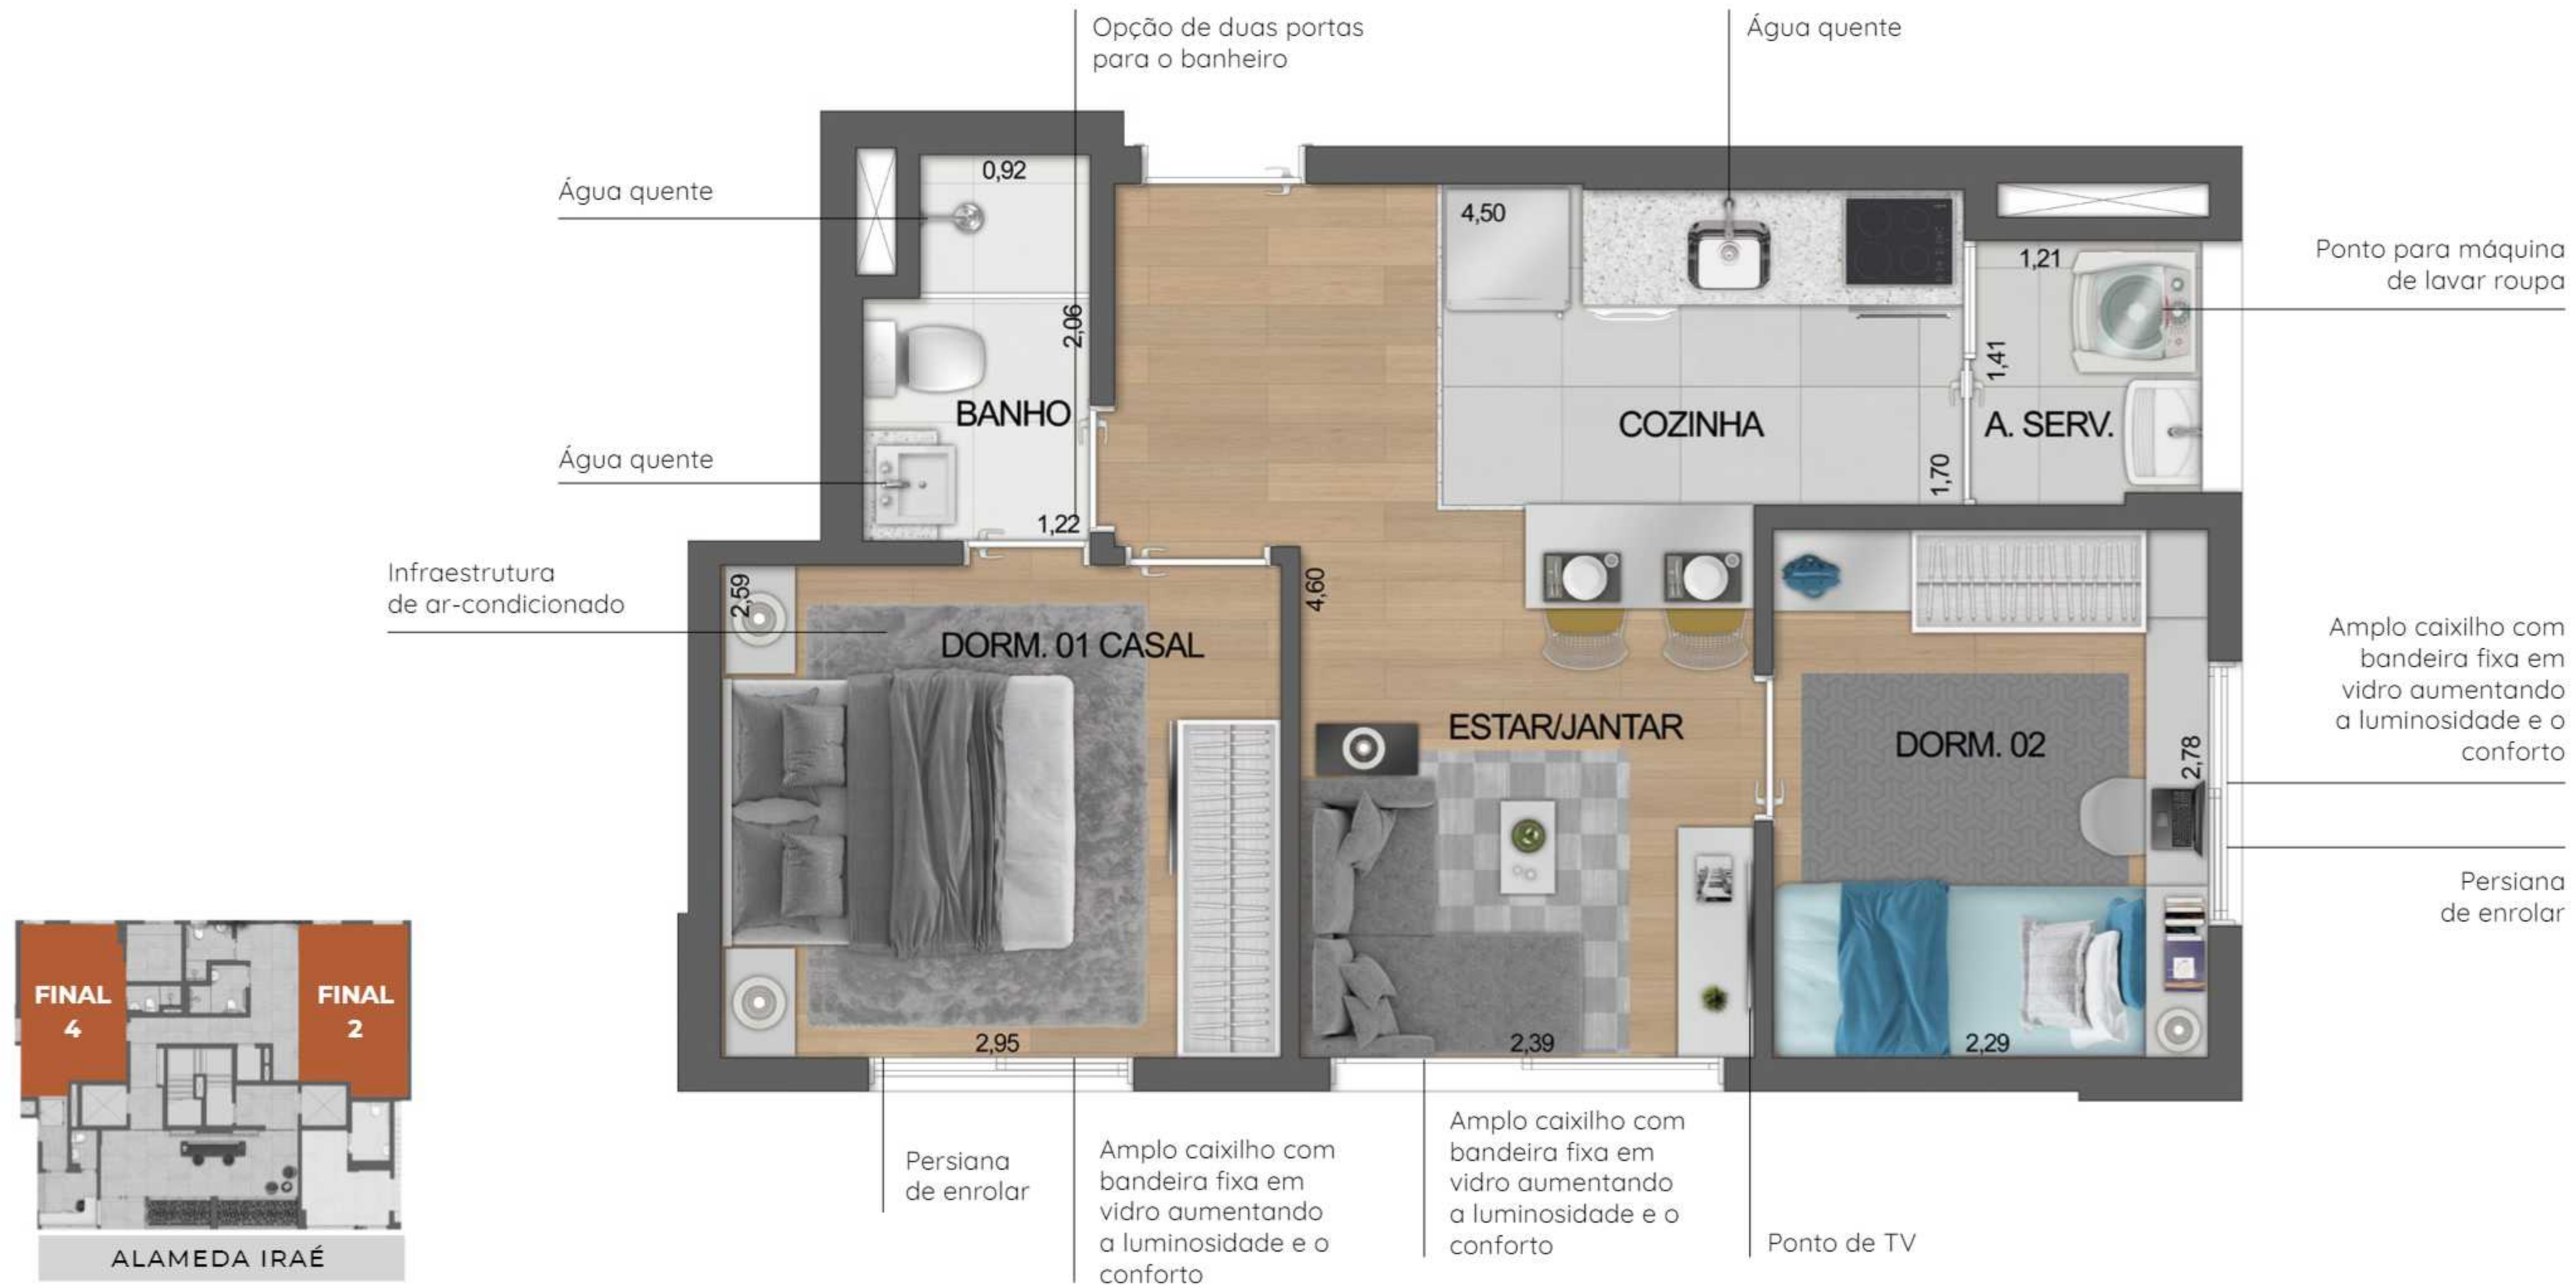 Opção de duas portas
para o banheiro
Água quente
Água quente
0,92
4,50
1,21
Ponto para máquina
de lavar roupa
2,06
1,41
BANHO
COZINHA
A. SERV.
Água quente
1,70
1,22
Infraestrutura
de ar-condicionado
2,59
4,60
DORM. 01 CASAL
Amplo caixilho com
bandeira fixa em
vidro aumentando
a luminosidade e o
conforto
ESTAR/JANTAR
DORM. 02
2,78
Persiana
de enrolar
2,95
2,39
2,29
FINAL
4
FINAL
2
ALAMEDA IRAÉ
Persiana
de enrolar
Amplo caixilho com
bandeira fixa em
vidro aumentando
a luminosidade e o
conforto
Amplo caixilho com
bandeira fixa em
vidro aumentando
a luminosidade e o
conforto
Ponto de TV